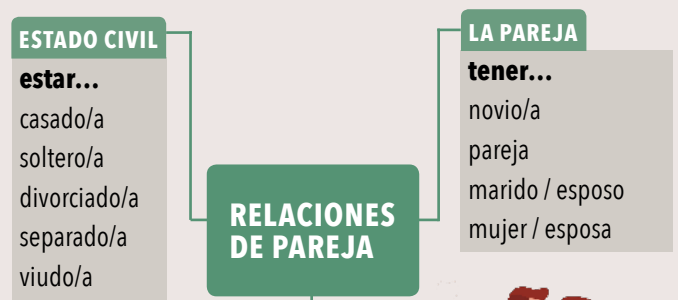 ESTADO CIVIL
estar...
casado/a
soltero/a
divorciado/a
separado/a
viudo/a
RELACIONES
DE PAREJA
LA PAREJA
tener...
novio/a
pareja
marido / esposo
mujer / esposa